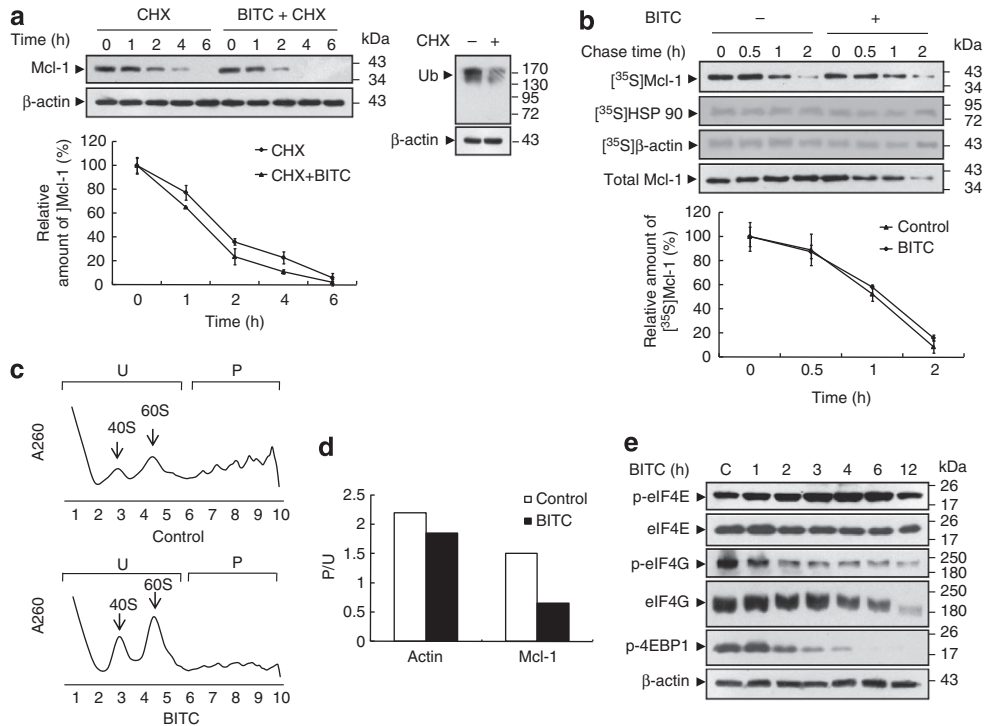 a
CHX BITC + CHX
Time (h) 0 1 2 4 6 0 1 2 4 6 kDa
Mcl-1 43
34
β-actin 43
CHX – +
Ub 170
130
95
72
β-actin 43
Relative amount of ]Mcl-1 (%)
120
100
80
60
40
20
0
CHX
CHX+BITC
0 1 2 4 6
Time (h)
b
BITC – +
Chase time (h) 0 0.5 1 2 0 0.5 1 2 kDa
[35S]Mcl-1 43
34
[35S]HSP 90 95
72
[35S]β-actin 43
Total Mcl-1 43
34
Relative amount of [35S]Mcl-1 (%)
120
100
80
60
40
20
0
Control
BITC
0 0.5 1 2
Time (h)
c
U P
A260
40S
60S
1 2 3 4 5 6 7 8 9 10
Control
U P
A260
40S
60S
1 2 3 4 5 6 7 8 9 10
BITC
d
P/U
2.5
2
1.5
1
0.5
0
Control
BITC
Actin Mcl-1
e
BITC (h) C 1 2 3 4 6 12 kDa
p-eIF4E 26
17
eIF4E 26
17
p-eIF4G 250
180
eIF4G 250
180
p-4EBP1 26
17
β-actin 43